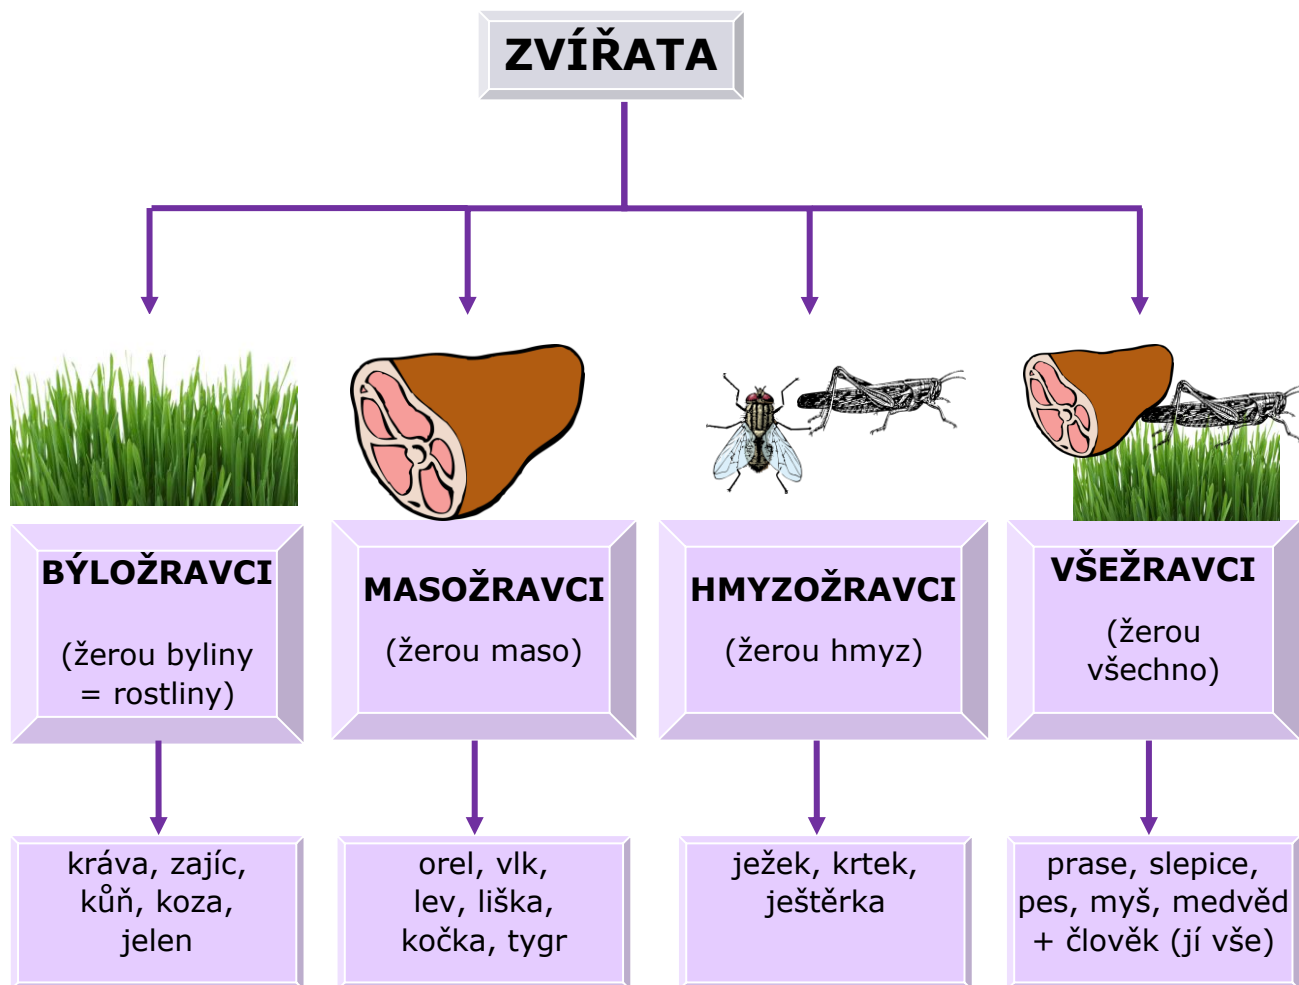 ZVÍŘATA
BÝLOŽRAVCI
(žerou byliny
= rostliny)
MASOŽRAVCI
(žerou maso)
HMYZOŽRAVCI
(žerou hmyz)
VŠEŽRAVCI
(žerou
všechno)
kráva, zajíc,
kůň, koza,
jelen
orel, vlk,
lev, liška,
kočka, tygr
ježek, krtek,
ještěrka
prase, slepice,
pes, myš, medvěd
+ člověk (jí vše)